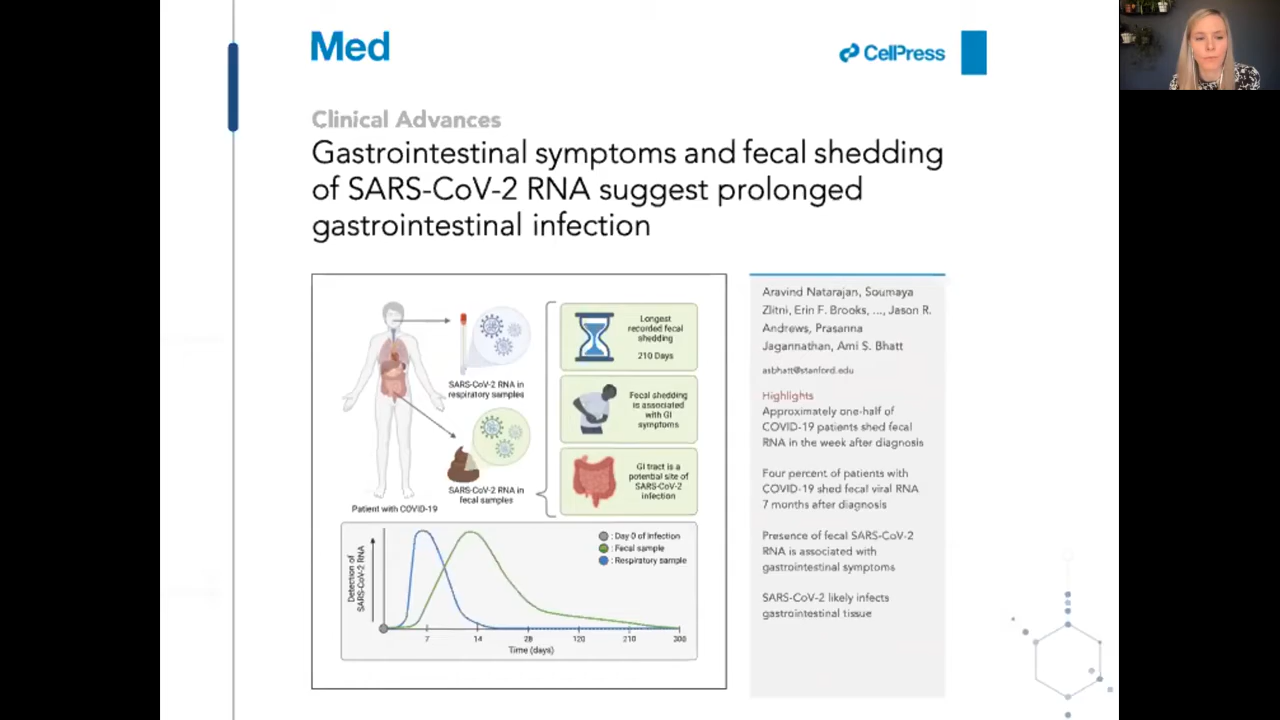 Med
CellPress
Clinical Advances
Gastrointestinal symptoms and fecal shedding
of SARS-CoV-2 RNA suggest prolonged
gastrointestinal infection
SARS-CoV-2 RNA in
respiratory samples
SARS-CoV-2 RNA in
fecal samples
Patient with COVID-19
Longest
recorded fecal
shedding
210 Days
Fecal shedding
is associated
with GI
symptoms
GI tract is a
potential site of
SARS-CoV-2
infection
Detection of
SARS-CoV-2 RNA
: Day 0 of Infection
: Fecal sample
: Respiratory sample
7 14 28 120 210 300
Time (days)
Aravind Natarajan, Soumaya
Zlitni, Erin F. Brooks, ..., Jason R.
Andrews, Prasanna
Jagannathan, Ami S. Bhatt
asbhatt@stanford.edu
Highlights
Approximately one-half of
COVID-19 patients shed fecal
RNA in the week after diagnosis
Four percent of patients with
COVID-19 shed fecal viral RNA
7 months after diagnosis
Presence of fecal SARS-CoV-2
RNA is associated with
gastrointestinal symptoms
SARS-CoV-2 likely infects
gastrointestinal tissue